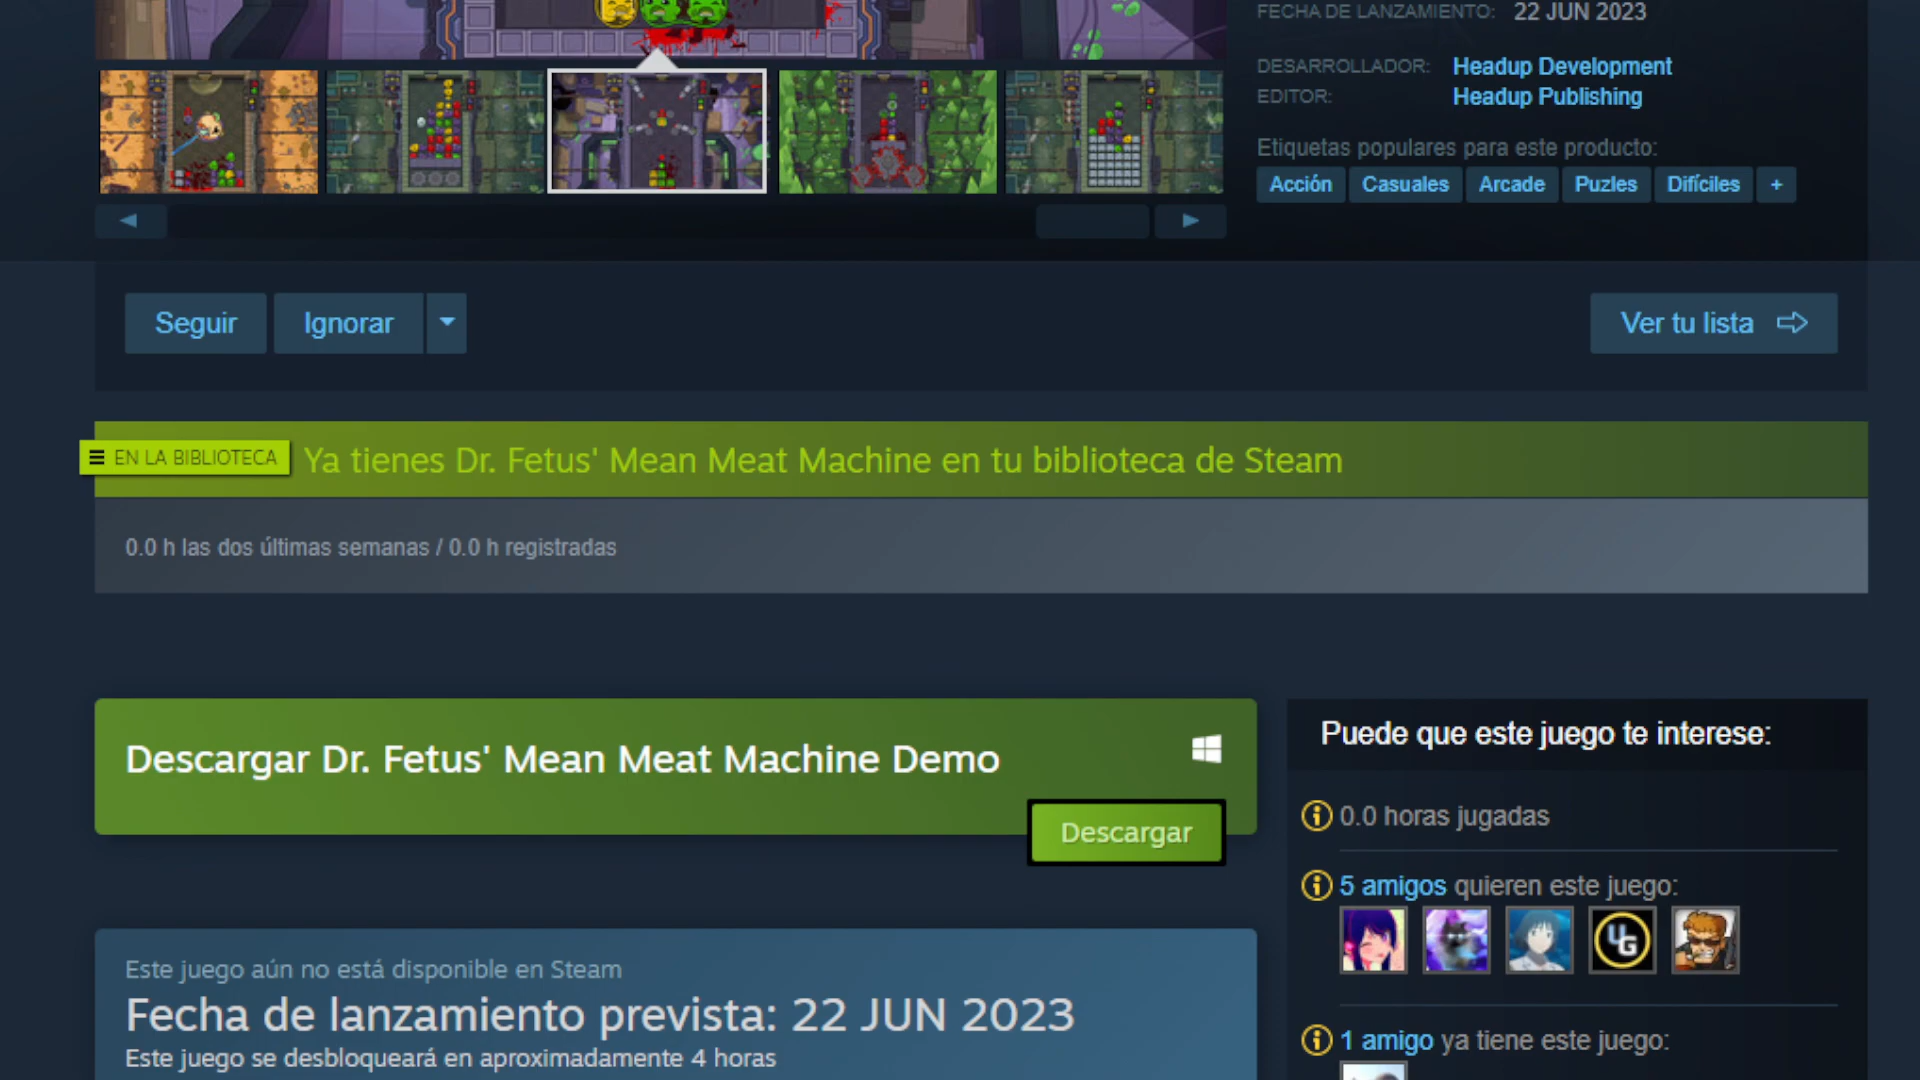 FECHA DE LANZAMIENTO: 22 JUN 2023
DESARROLLADOR: Headup Development
EDITOR: Headup Publishing
Etiquetas populares para este producto:
Acción Casuales Arcade Puzles Difíciles +
Seguir Ignorar Ver tu lista
EN LA BIBLIOTECA Ya tienes Dr. Fetus' Mean Meat Machine en tu biblioteca de Steam
0.0 h las dos últimas semanas / 0.0 h registradas
Descargar Dr. Fetus' Mean Meat Machine Demo
Descargar
Este juego aún no está disponible en Steam
Fecha de lanzamiento prevista: 22 JUN 2023
Este juego se desbloqueará en aproximadamente 4 horas
Puede que este juego te interese:
0.0 horas jugadas
5 amigos quieren este juego:
UG
1 amigo ya tiene este juego: